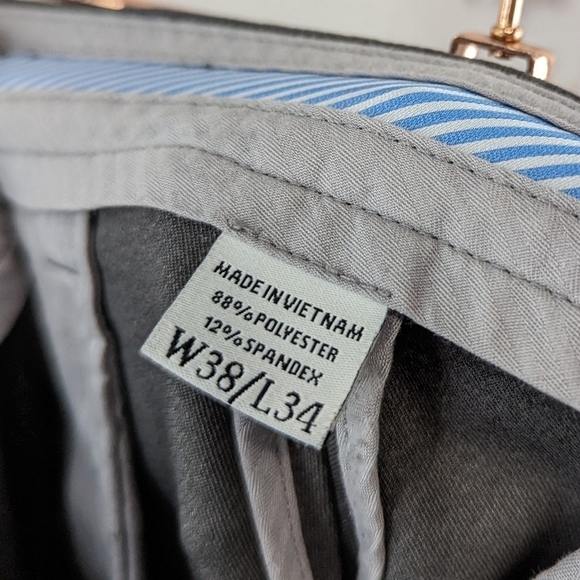 MADE IN VIETNAM
88% POLYESTER
12% SPANDEX
W38/L34